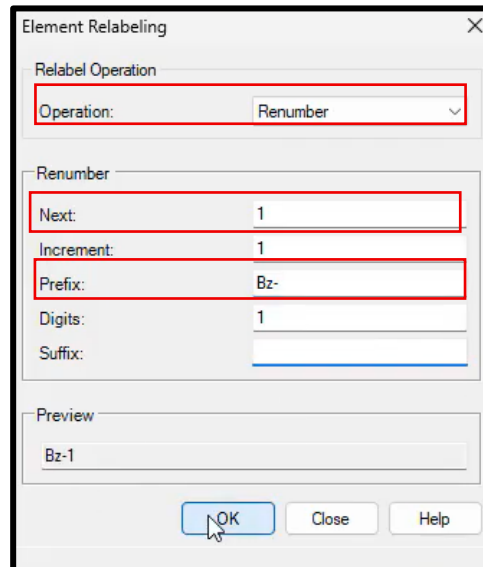 Element Relabeling
Relabel Operation
Operation: Renumber
Renumber
Next: 1
Increment: 1
Prefix: Bz-
Digits: 1
Suffix:
Preview
Bz-1
OK Close Help